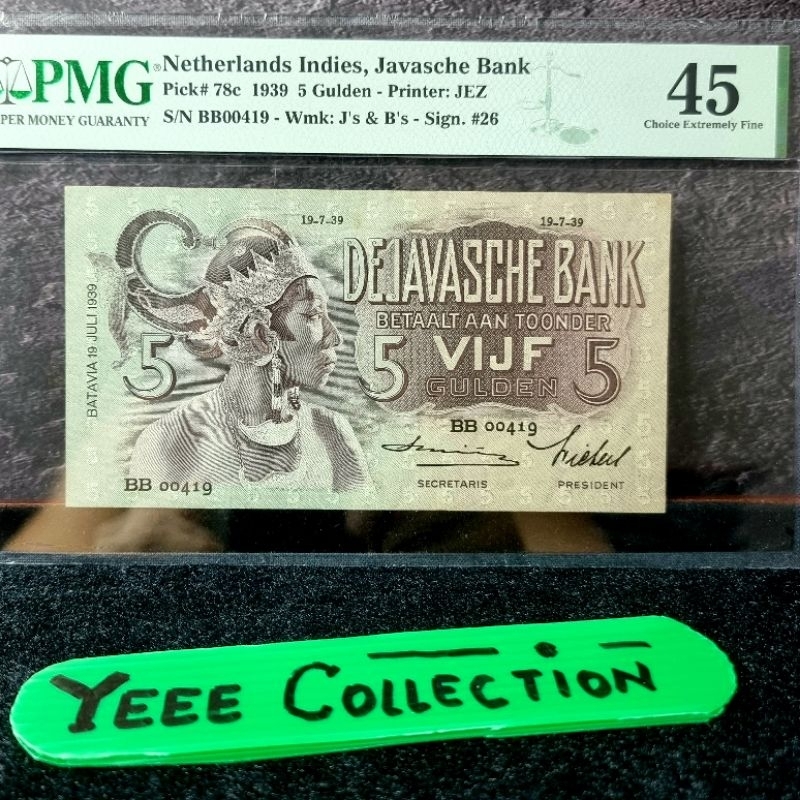 PMG® Netherlands Indies, Javasche Bank
Pick# 78c 1939 5 Gulden - Printer: JEZ
PER MONEY GUARANTY S/N BB00419 - Wmk: J's & B's - Sign. #26
45
Choice Extremely Fine
19-7-39 19-7-39
DE JAVASCHE BANK
BETAALT AAN TOONDER
5 5 VIJF 5
GULDEN
BATAVIA 19 JULI 1939
BB 00419
BB 00419
SECRETARIS PRESIDENT
YEEE COLLECTION